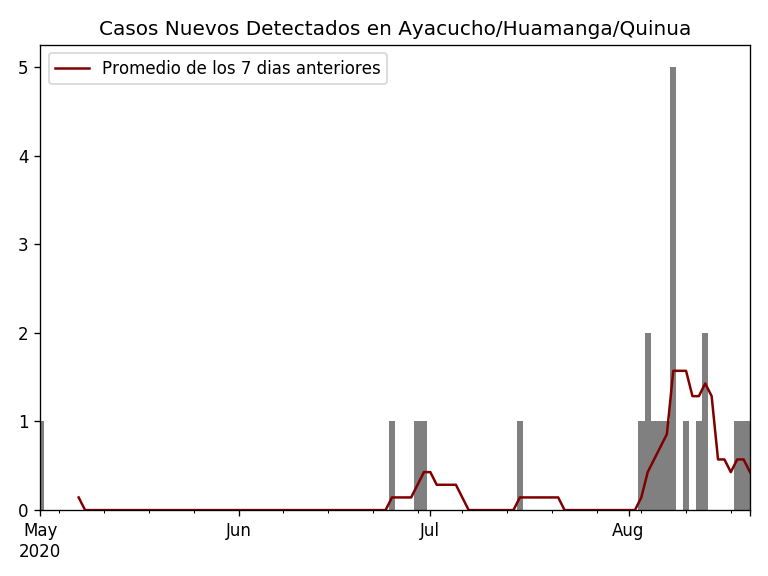 Casos Nuevos Detectados en Ayacucho/Huamanga/Quinua
Promedio de los 7 dias anteriores
5
4
3
2
1
0
May Jun Jul Aug
2020